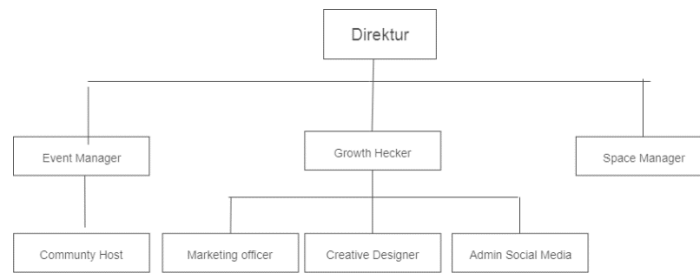 Direktur
Event Manager
Growth Hecker
Space Manager
Communty Host
Marketing officer
Creative Designer
Admin Social Media